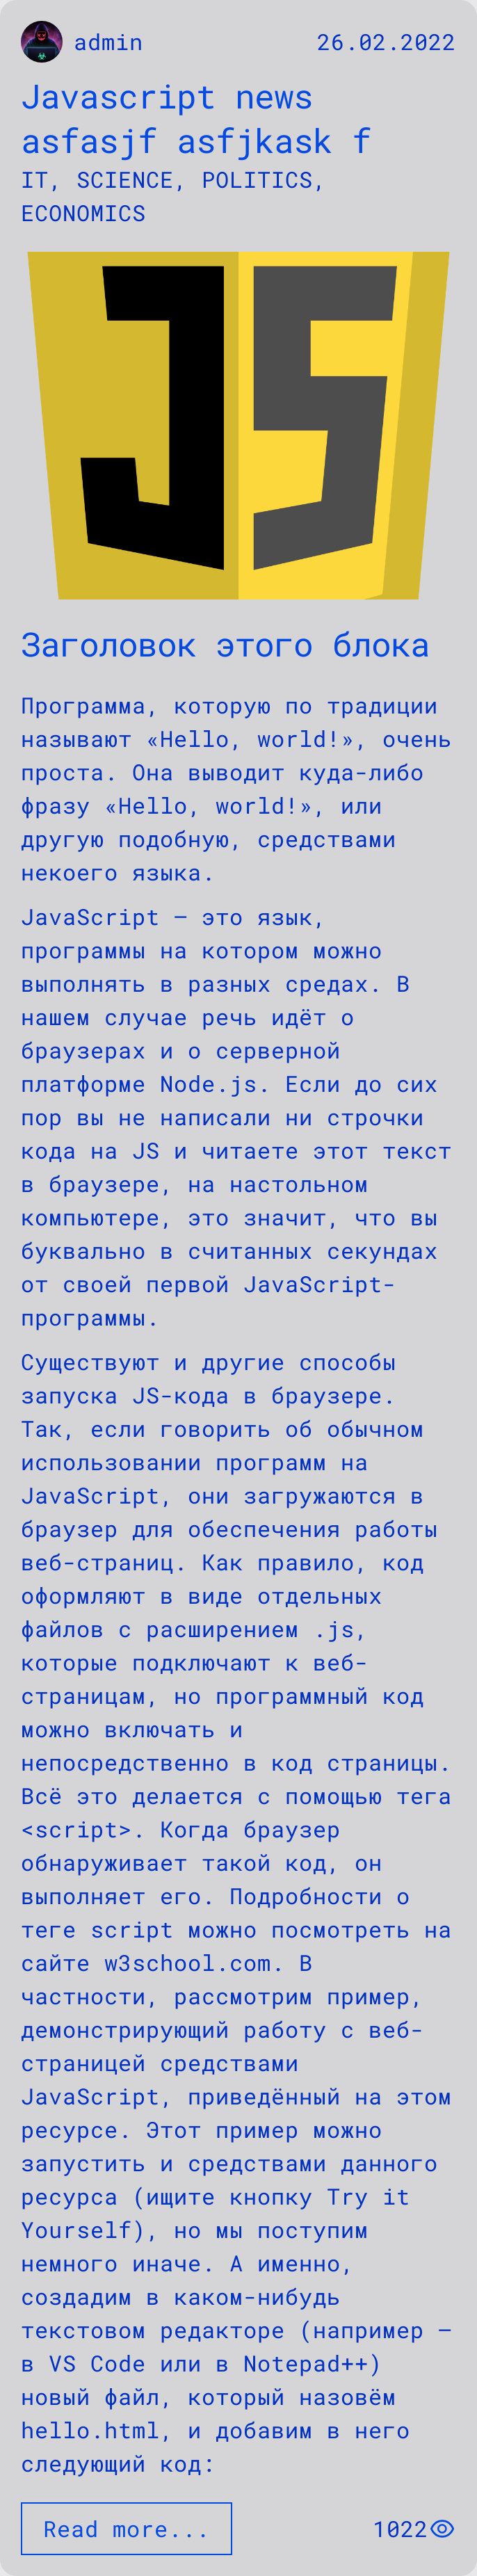 admin
26.02.2022
Javascript news
asfasjf asfjkask f
IT, SCIENCE, POLITICS,
ECONOMICS
JS
Заголовок этого блока
Программа, которую по традиции
называют «Hello, world!», очень
проста. Она выводит куда-либо
фразу «Hello, world!», или
другую подобную, средствами
некоего языка.
JavaScript — это язык,
программы на котором можно
выполнять в разных средах. В
нашем случае речь идёт о
браузерах и о серверной
платформе Node.js. Если до сих
пор вы не написали ни строчки
кода на JS и читаете этот текст
в браузере, на настольном
компьютере, это значит, что вы
буквально в считанных секундах
от своей первой JavaScript-
программы.
Существуют и другие способы
запуска JS-кода в браузере.
Так, если говорить об обычном
использовании программ на
JavaScript, они загружаются в
браузер для обеспечения работы
веб-страниц. Как правило, код
оформляют в виде отдельных
файлов с расширением .js,
которые подключают к веб-
страницам, но программный код
можно включать и
непосредственно в код страницы.
Всё это делается с помощью тега
<script>. Когда браузер
обнаруживает такой код, он
выполняет его. Подробности о
теге script можно посмотреть на
сайте w3school.com. В
частности, рассмотрим пример,
демонстрирующий работу с веб-
страницей средствами
JavaScript, приведённый на этом
ресурсе. Этот пример можно
запустить и средствами данного
ресурса (ищите кнопку Try it
Yourself), но мы поступим
немного иначе. А именно,
создадим в каком-нибудь
текстовом редакторе (например —
в VS Code или в Notepad++)
новый файл, который назовём
hello.html, и добавим в него
следующий код:
Read more...
1022